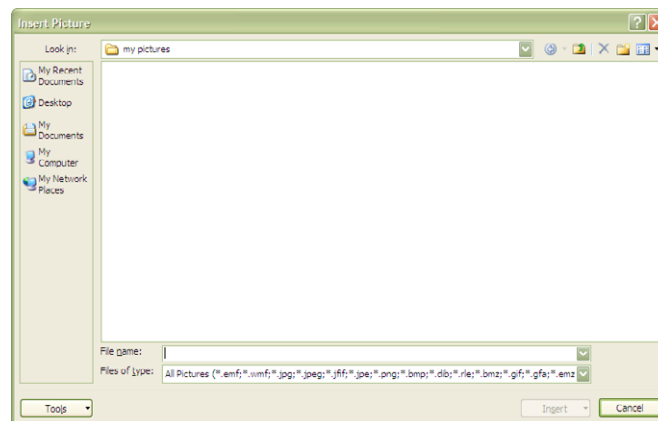 Insert Picture
Look in:
my pictures
My Recent
Documents
Desktop
My
Documents
My
Computer
My Network
Places
File name:
Files of type:
All Pictures (*.emf;*.wmf;*.jpg;*.jpeg;*.jfif;*.jpe;*.png;*.bmp;*.dib;*.rle;*.bmz;*.gif;*.gfa;*.emz
Tools
Insert
Cancel